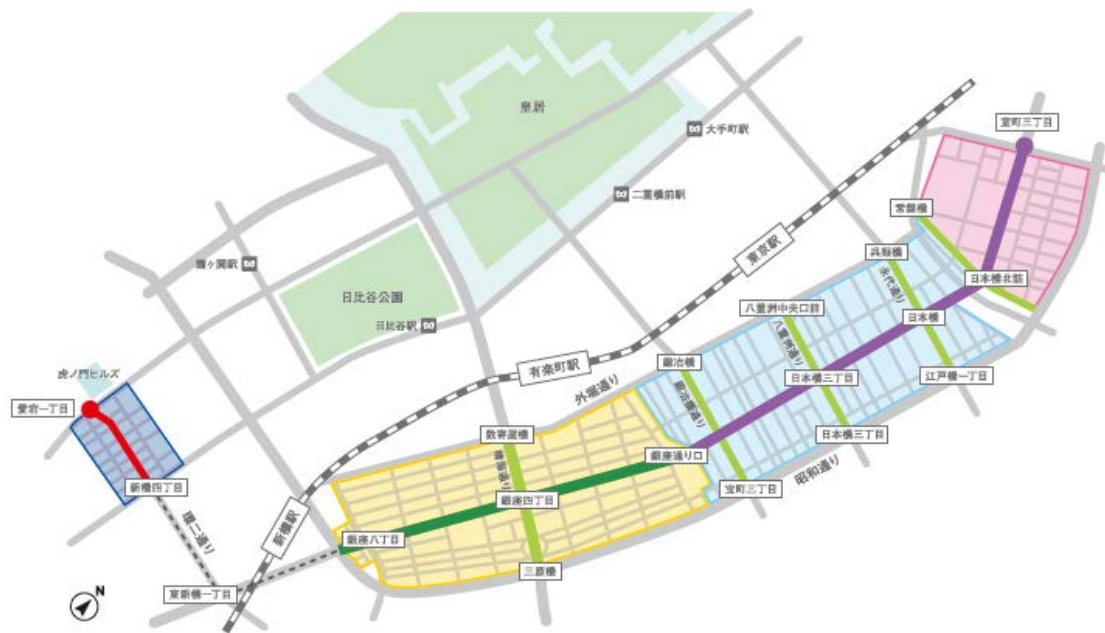 皇居
大手町駅
室町三丁目
二重橋前駅
常盤橋
東京駅
呉服橋
霞ヶ関駅
永代通り
日本橋北詰
日比谷公園
八重洲中央口前
日比谷駅
日本橋
八重洲通り
有楽町駅
鍛冶橋
虎ノ門ヒルズ
外堀通り
日本橋三丁目
江戸橋一丁目
愛宕一丁目
鍛冶橋通り
数寄屋橋
日本橋三丁目
銀座通り口
昭和通り
晴海通り
新橋四丁目
宝町三丁目
銀座四丁目
環二通り
新橋駅
銀座八丁目
三原橋
東新橋一丁目
N